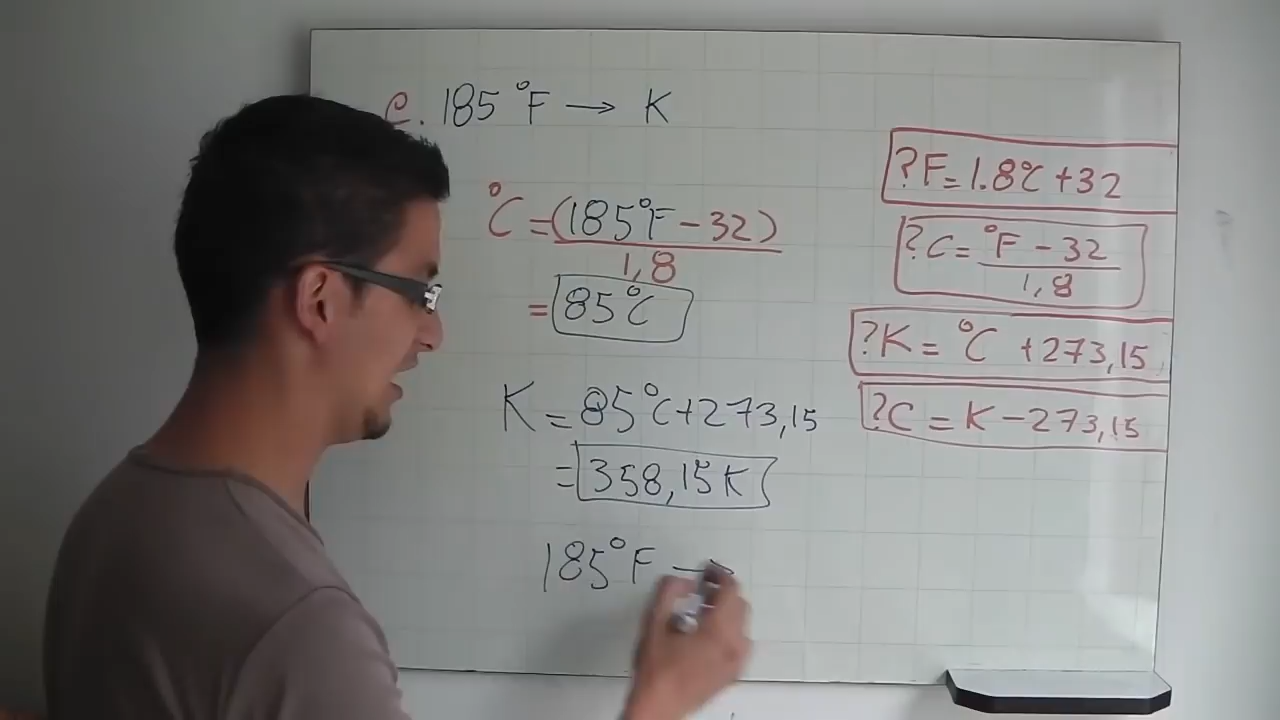 e. 185 °F → K
°C = (185°F - 32)
1,8
= 85°C
K = 85°C + 273,15
= 358,15 K
185°F →
?F = 1.8°C + 32
?C = °F - 32
1,8
?K = °C + 273,15
?C = K - 273,15